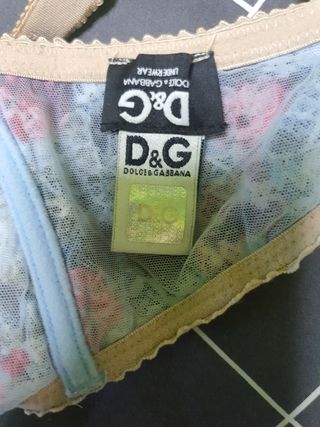 D&G
DOLCE & GABBANA
UNDERWEAR
D&G
DOLCE&GABBANA
D&G